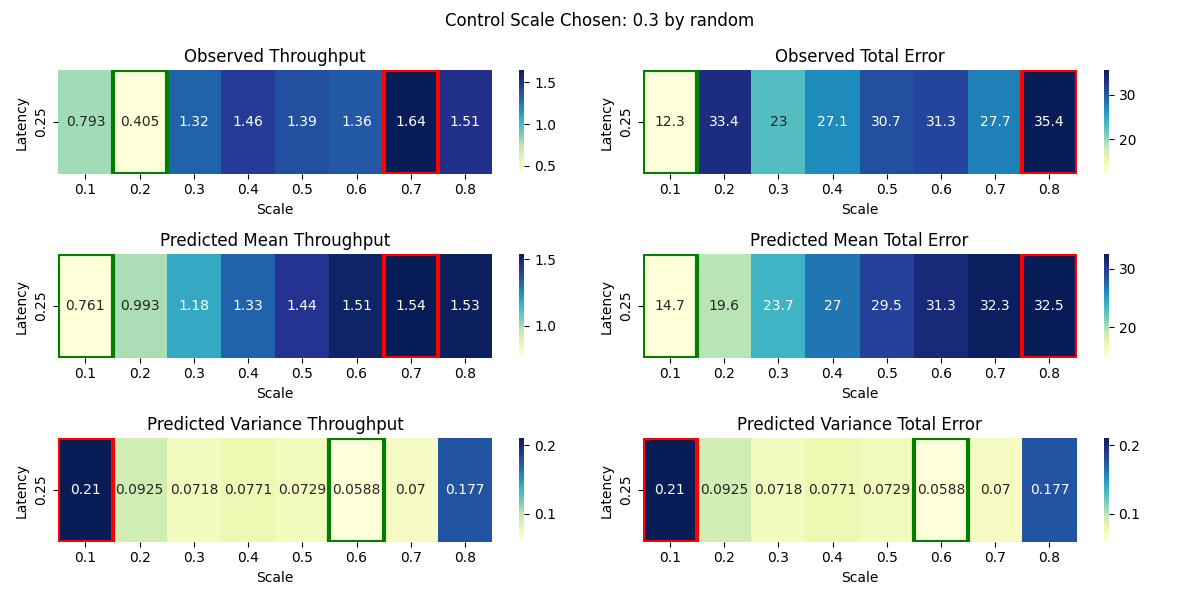 Control Scale Chosen: 0.3 by random
Observed Throughput
Latency
0.25
0.793 0.405 1.32 1.46 1.39 1.36 1.64 1.51
0.1 0.2 0.3 0.4 0.5 0.6 0.7 0.8
Scale
1.5
1.0
0.5
Observed Total Error
Latency
0.25
12.3 33.4 23 27.1 30.7 31.3 27.7 35.4
0.1 0.2 0.3 0.4 0.5 0.6 0.7 0.8
Scale
30
20
Predicted Mean Throughput
Latency
0.25
0.761 0.993 1.18 1.33 1.44 1.51 1.54 1.53
0.1 0.2 0.3 0.4 0.5 0.6 0.7 0.8
Scale
1.5
1.0
Predicted Mean Total Error
Latency
0.25
14.7 19.6 23.7 27 29.5 31.3 32.3 32.5
0.1 0.2 0.3 0.4 0.5 0.6 0.7 0.8
Scale
30
20
Predicted Variance Throughput
Latency
0.25
0.21 0.0925 0.0718 0.0771 0.0729 0.0588 0.07 0.177
0.1 0.2 0.3 0.4 0.5 0.6 0.7 0.8
Scale
0.2
0.1
Predicted Variance Total Error
Latency
0.25
0.21 0.0925 0.0718 0.0771 0.0729 0.0588 0.07 0.177
0.1 0.2 0.3 0.4 0.5 0.6 0.7 0.8
Scale
0.2
0.1